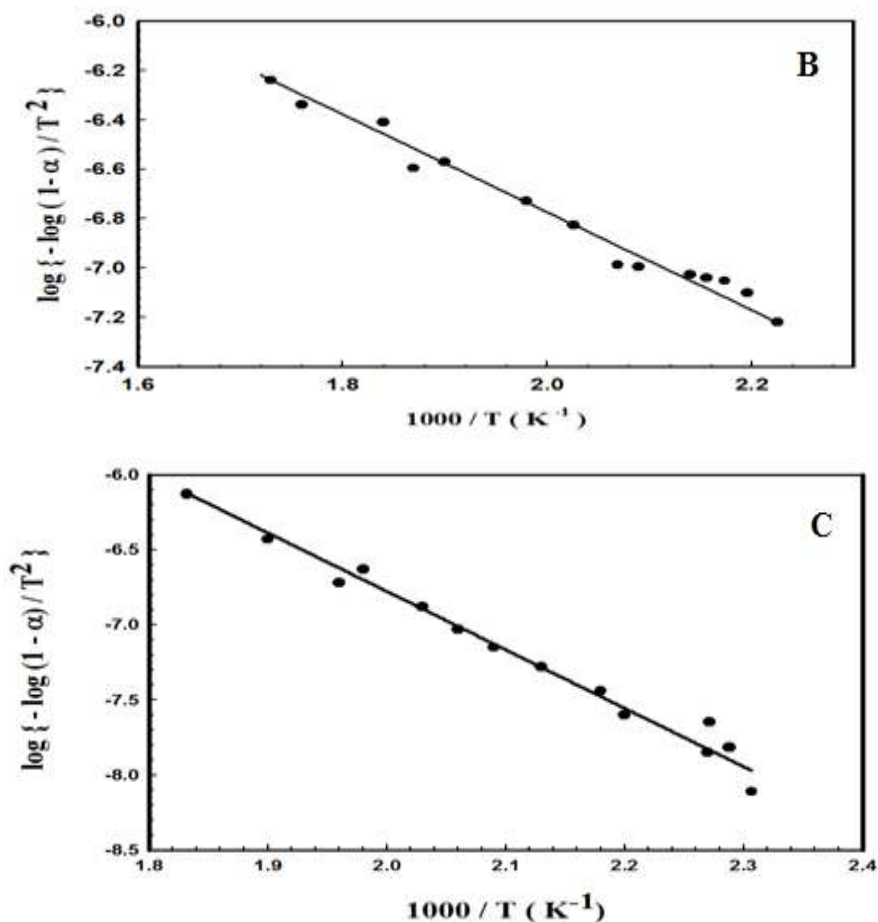 B
log{-log(1-α)/T²}
-6.0
-6.2
-6.4
-6.6
-6.8
-7.0
-7.2
-7.4
1.6 1.8 2.0 2.2
1000 / T ( K⁻¹ )
C
log{-log(1-α)/T²}
-6.0
-6.5
-7.0
-7.5
-8.0
-8.5
1.8 1.9 2.0 2.1 2.2 2.3 2.4
1000 / T ( K⁻¹)